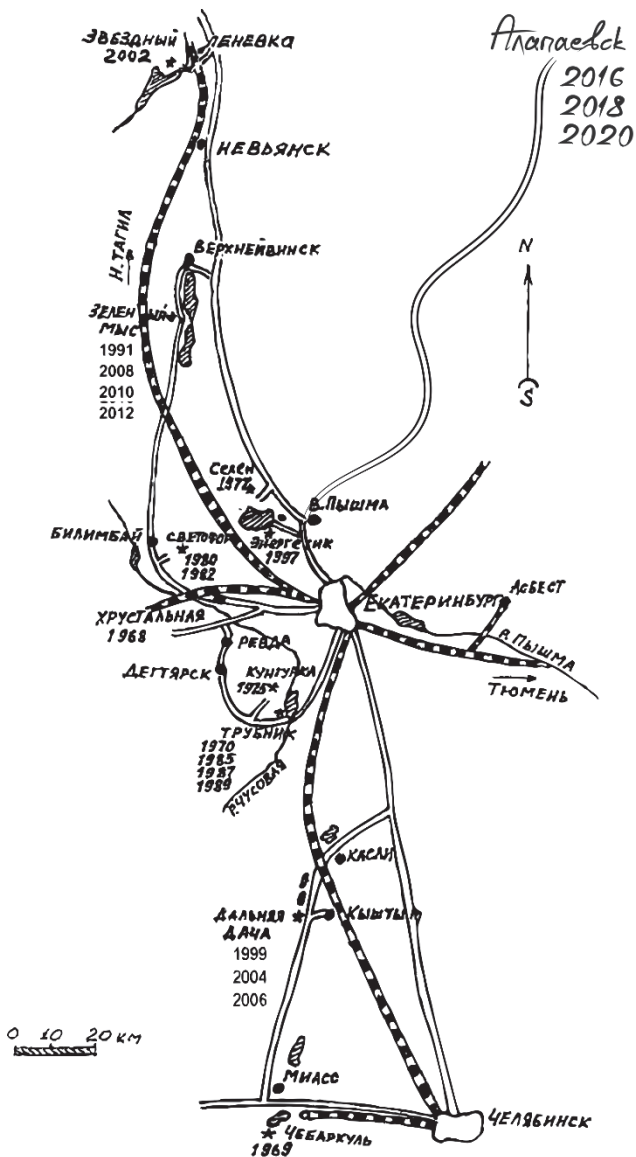 ЗВЕЗДНЫЙ
2002
ЛЕНЕВКА
Алапаевск
2016
2018
2020
НЕВЬЯНСК
Н.ТАГИЛ
ВЕРХНЕЙВИНСК
N
S
ЗЕЛЕНЫЙ
МЫС
1991
2008
2010
2012
Селен
1977
В.ПЫШМА
БИЛИМБАЙ
СВЕТОФОР
1980
1982
ЭНЕРГЕТИК
1997
ЕКАТЕРИНБУРГ
АСБЕСТ
Р.ПЫШМА
ТЮМЕНЬ
ХРУСТАЛЬНАЯ
1968
РЕВДА
ДЕГТЯРСК
КУНГУРКА
1975
ТРУБНИК
1970
1985
1987
1989
Р.ЧУСОВАЯ
КАСЛИ
ДАЛЬНЯЯ
ДАЧА
1999
2004
2006
КЫШТЫМ
0 10 20 КМ
МИАСС
ЧЕЛЯБИНСК
ЧЕБАРКУЛЬ
1969